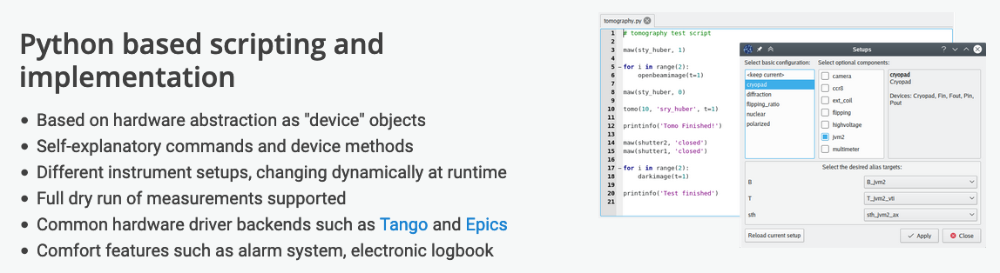 Python based scripting and
implementation
• Based on hardware abstraction as "device" objects
• Self-explanatory commands and device methods
• Different instrument setups, changing dynamically at runtime
• Full dry run of measurements supported
• Common hardware driver backends such as Tango and Epics
• Comfort features such as alarm system, electronic logbook
tomography.py
1 # tomography test script
2
3 maw(sty_huber, 1)
4
5 for i in range(2):
6     openbeamimage(t=1)
7
8 maw(sty_huber, 0)
9
10 tomo(10, 'sry_huber', t=1)
11
12 printinfo('Tomo Finished!')
13
14 maw(shutter2, 'closed')
15 maw(shutter1, 'closed')
16
17 for i in range(2):
18     darkimage(t=1)
19
20 printinfo('Test finished')
21
Setups
Select basic configuration:
<keep current>
cryopad
diffraction
flipping_ratio
nuclear
polarized
Select optional components:
camera
ccr8
ext_coil
flipping
highvoltage
jvm2
multimeter
cryopad
Cryopad
Devices: Cryopad, Fin, Fout, Pin,
Pout
Select the desired alias targets:
B B_jvm2
T T_jvm2_vti
sth sth_jvm2_ax
Reload current setup Apply Close